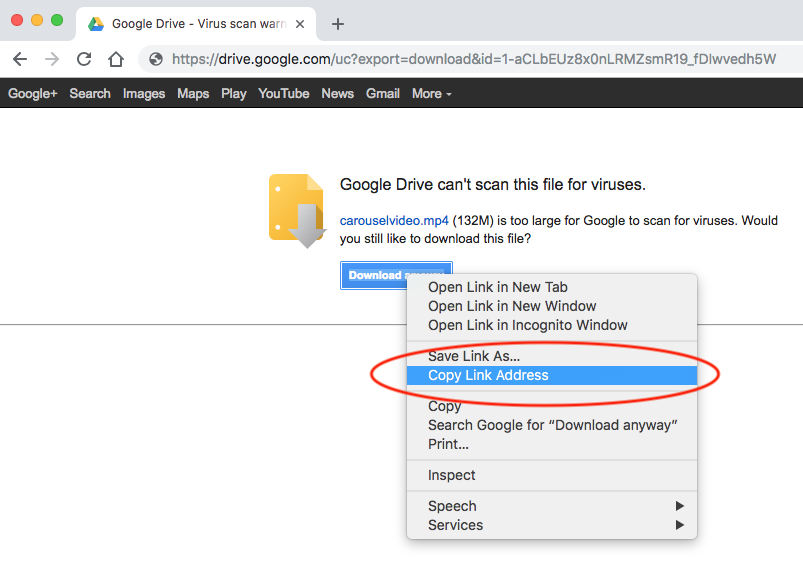 Google Drive - Virus scan warn
https://drive.google.com/uc?export=download&id=1-aCLbEUz8x0nLRMZsmR19_fDlwvedh5W
Google+ Search Images Maps Play YouTube News Gmail More
Google Drive can't scan this file for viruses.
carouselvideo.mp4 (132M) is too large for Google to scan for viruses. Would
you still like to download this file?
Download anyway
Open Link in New Tab
Open Link in New Window
Open Link in Incognito Window
Save Link As...
Copy Link Address
Copy
Search Google for “Download anyway”
Print...
Inspect
Speech
Services